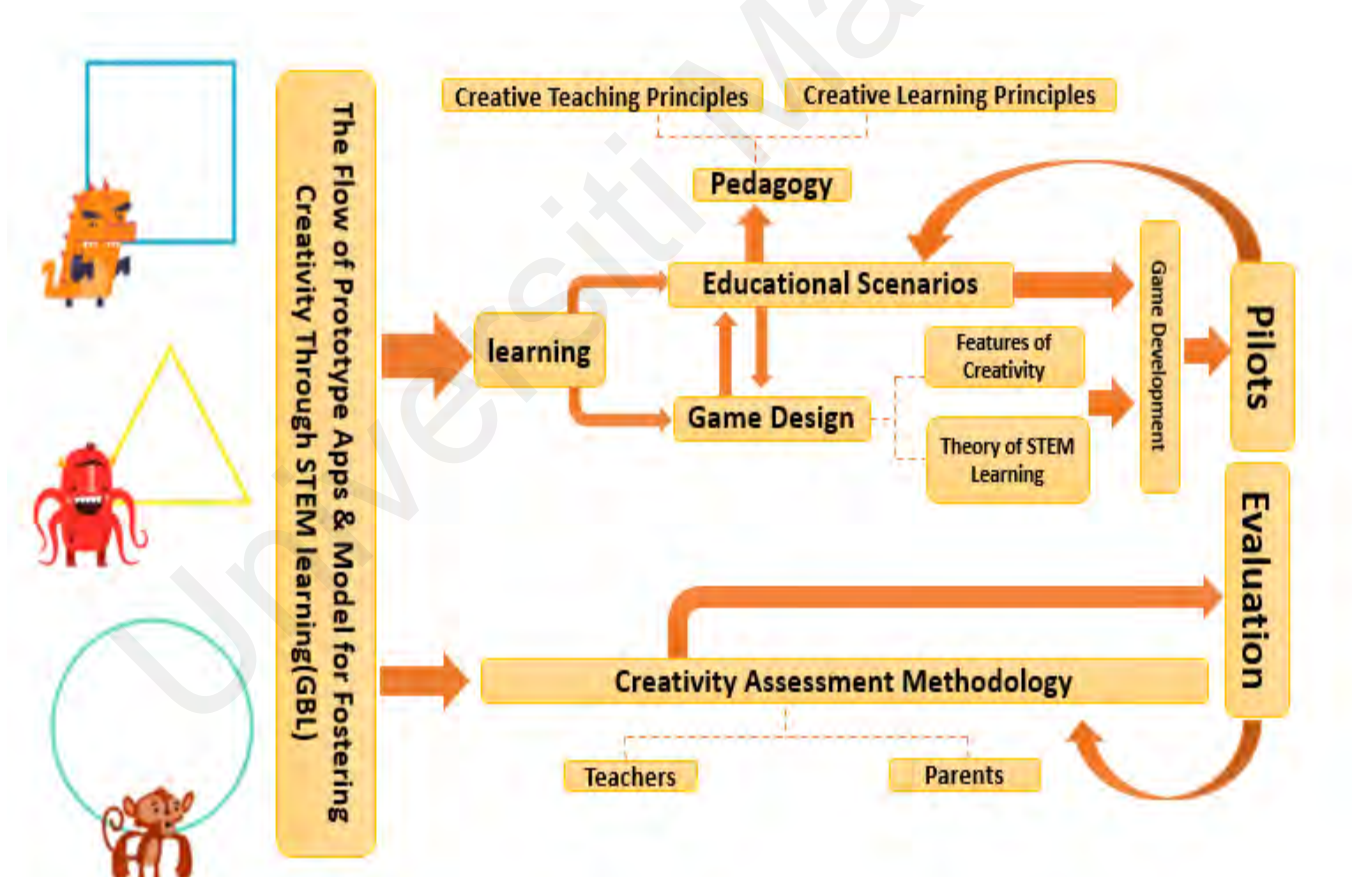 The Flow of Prototype Apps & Model for Fostering
Creativity Through STEM learning(GBL)
Creative Teaching Principles
Creative Learning Principles
Pedagogy
Educational Scenarios
learning
Game Design
Features of
Creativity
Theory of STEM
Learning
Game Development
Pilots
Evaluation
Creativity Assessment Methodology
Teachers
Parents
Universiti Ma